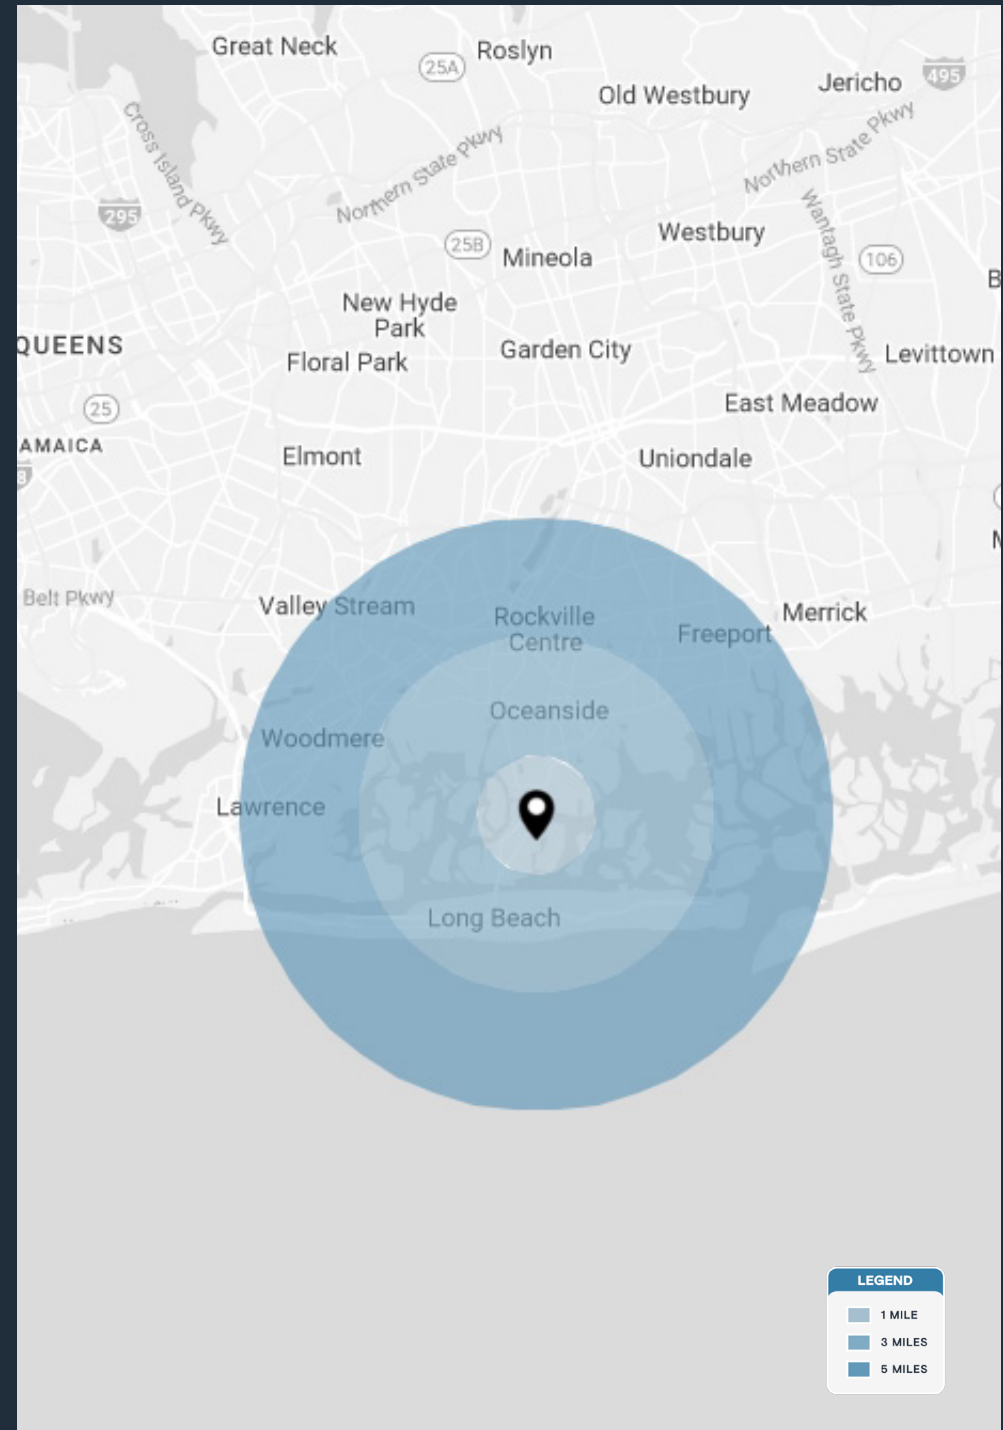 Great Neck
25A
Roslyn
Old Westbury
Jericho
495
Cross Island Pkwy
Northern State Pkwy
Northern State Pkwy
295
Wantagh State Pkwy
25B
Mineola
Westbury
106
B
New Hyde
Park
QUEENS
Floral Park
Garden City
Levittown
25
East Meadow
AMAICA
Elmont
Uniondale
M
Belt Pkwy
Valley Stream
Rockville
Centre
Freeport
Merrick
Oceanside
Woodmere
Lawrence
Long Beach
LEGEND
1 MILE
3 MILES
5 MILES